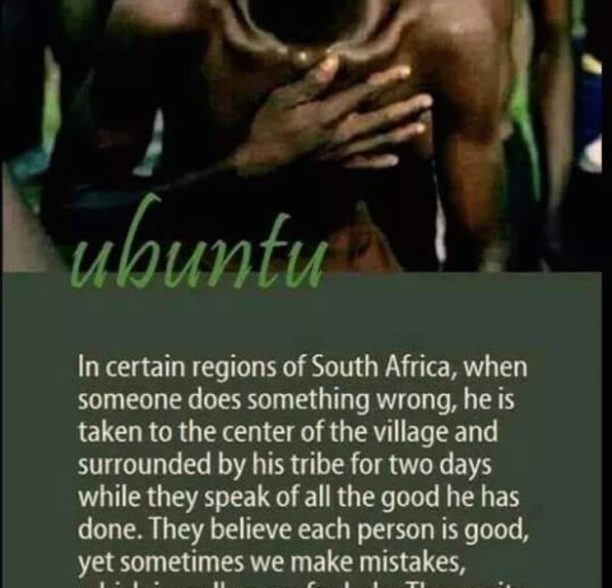 ubuntu
In certain regions of South Africa, when
someone does something wrong, he is
taken to the center of the village and
surrounded by his tribe for two days
while they speak of all the good he has
done. They believe each person is good,
yet sometimes we make mistakes,